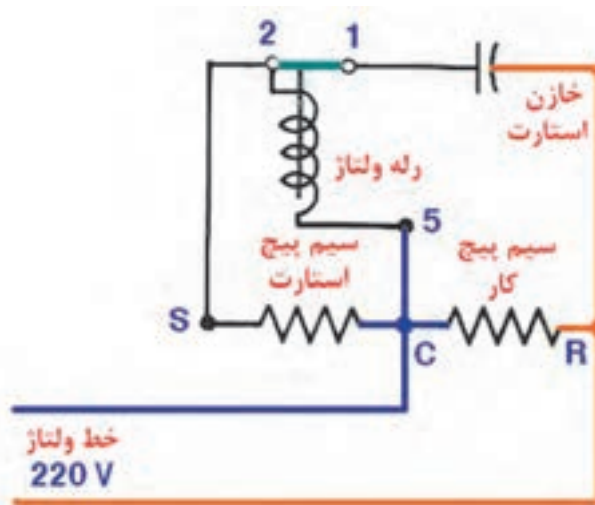 2
1
خازن
استارت
رله ولتاژ
5
سیم پیچ
استارت
سیم پیچ
کار
S
C
R
خط ولتاژ
220 V